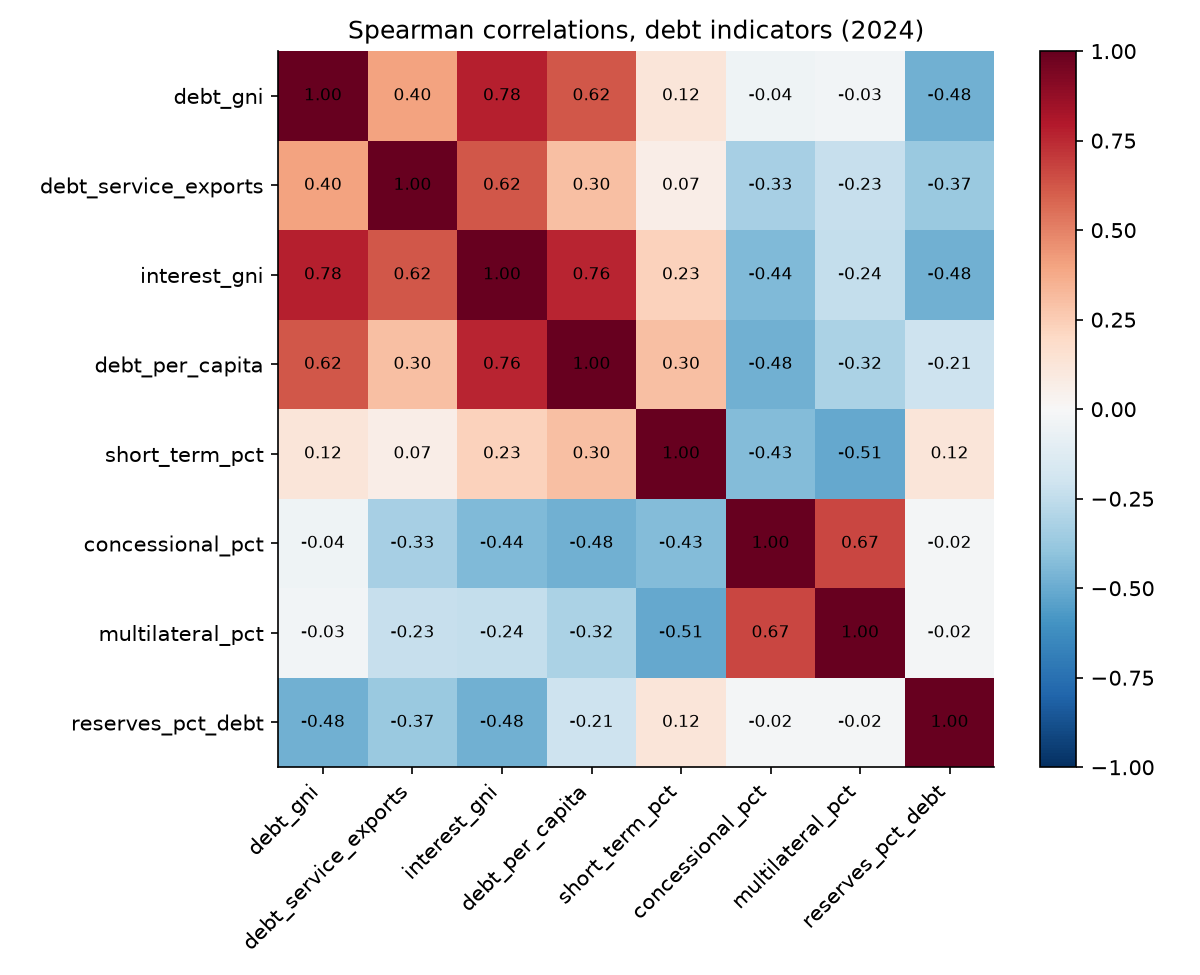 Spearman correlations, debt indicators (2024)
debt_gni 1.00 0.40 0.78 0.62 0.12 -0.04 -0.03 -0.48
debt_service_exports 0.40 1.00 0.62 0.30 0.07 -0.33 -0.23 -0.37
interest_gni 0.78 0.62 1.00 0.76 0.23 -0.44 -0.24 -0.48
debt_per_capita 0.62 0.30 0.76 1.00 0.30 -0.48 -0.32 -0.21
short_term_pct 0.12 0.07 0.23 0.30 1.00 -0.43 -0.51 0.12
concessional_pct -0.04 -0.33 -0.44 -0.48 -0.43 1.00 0.67 -0.02
multilateral_pct -0.03 -0.23 -0.24 -0.32 -0.51 0.67 1.00 -0.02
reserves_pct_debt -0.48 -0.37 -0.48 -0.21 0.12 -0.02 -0.02 1.00
debt_gni
debt_service_exports
interest_gni
debt_per_capita
short_term_pct
concessional_pct
multilateral_pct
reserves_pct_debt
1.00
0.75
0.50
0.25
0.00
−0.25
−0.50
−0.75
−1.00